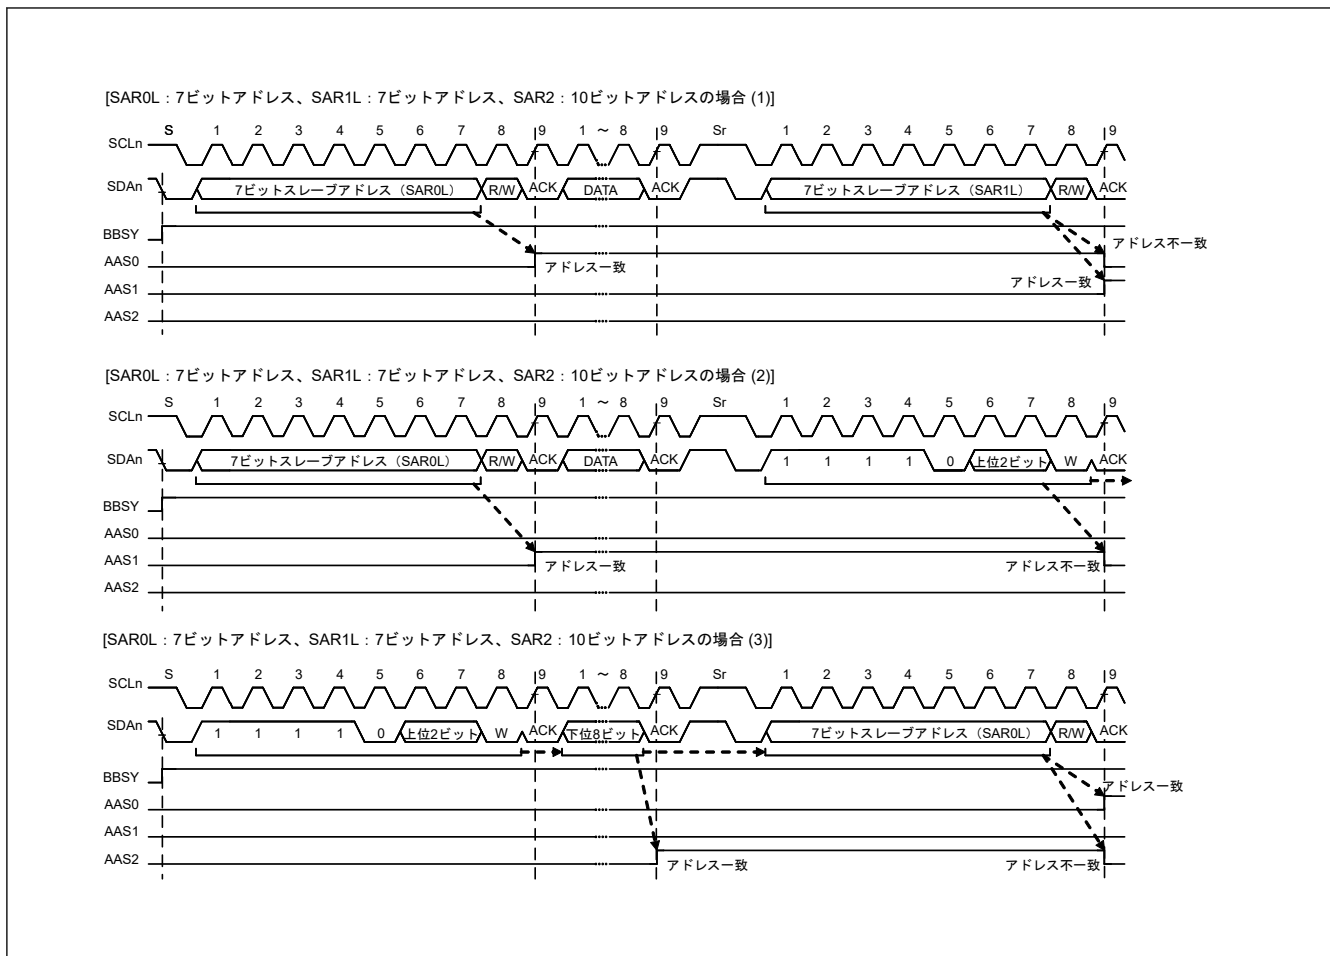 [SAR0L：7ビットアドレス、SAR1L：7ビットアドレス、SAR2：10ビットアドレスの場合 (1)]
S 1 2 3 4 5 6 7 8 9 1 ～ 8 9 Sr 1 2 3 4 5 6 7 8 9
SCLn
SDAn 7ビットスレーブアドレス（SAR0L） R/W ACK DATA ACK 7ビットスレーブアドレス（SAR1L） R/W ACK
BBSY アドレス不一致
AAS0 アドレス一致
AAS1 アドレス一致
AAS2
[SAR0L：7ビットアドレス、SAR1L：7ビットアドレス、SAR2：10ビットアドレスの場合 (2)]
S 1 2 3 4 5 6 7 8 9 1 ～ 8 9 Sr 1 2 3 4 5 6 7 8 9
SCLn
SDAn 7ビットスレーブアドレス（SAR0L） R/W ACK DATA ACK 1 1 1 1 0 上位2ビット W ACK
BBSY
AAS0
AAS1 アドレス一致 アドレス不一致
AAS2
[SAR0L：7ビットアドレス、SAR1L：7ビットアドレス、SAR2：10ビットアドレスの場合 (3)]
S 1 2 3 4 5 6 7 8 9 1 ～ 8 9 Sr 1 2 3 4 5 6 7 8 9
SCLn
SDAn 1 1 1 1 0 上位2ビット W ACK 下位8ビット ACK 7ビットスレーブアドレス（SAR0L） R/W ACK
BBSY アドレス一致
AAS0
AAS1
AAS2 アドレス一致 アドレス不一致